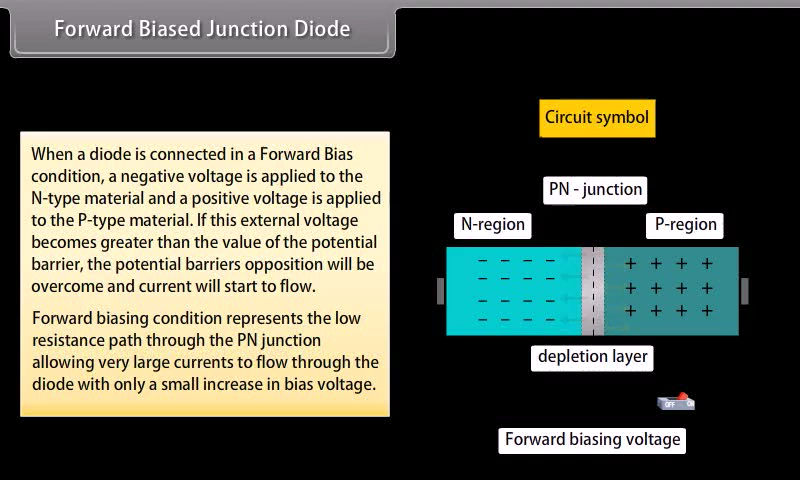 Forward Biased Junction Diode
When a diode is connected in a Forward Bias
condition, a negative voltage is applied to the
N-type material and a positive voltage is applied
to the P-type material. If this external voltage
becomes greater than the value of the potential
barrier, the potential barriers opposition will be
overcome and current will start to flow.
Forward biasing condition represents the low
resistance path through the PN junction
allowing very large currents to flow through the
diode with only a small increase in bias voltage.
Circuit symbol
PN - junction
N-region
P-region
− − − − + + + +
− − − − + + + +
− − − − + + + +
− − − −
depletion layer
OFF ON
Forward biasing voltage